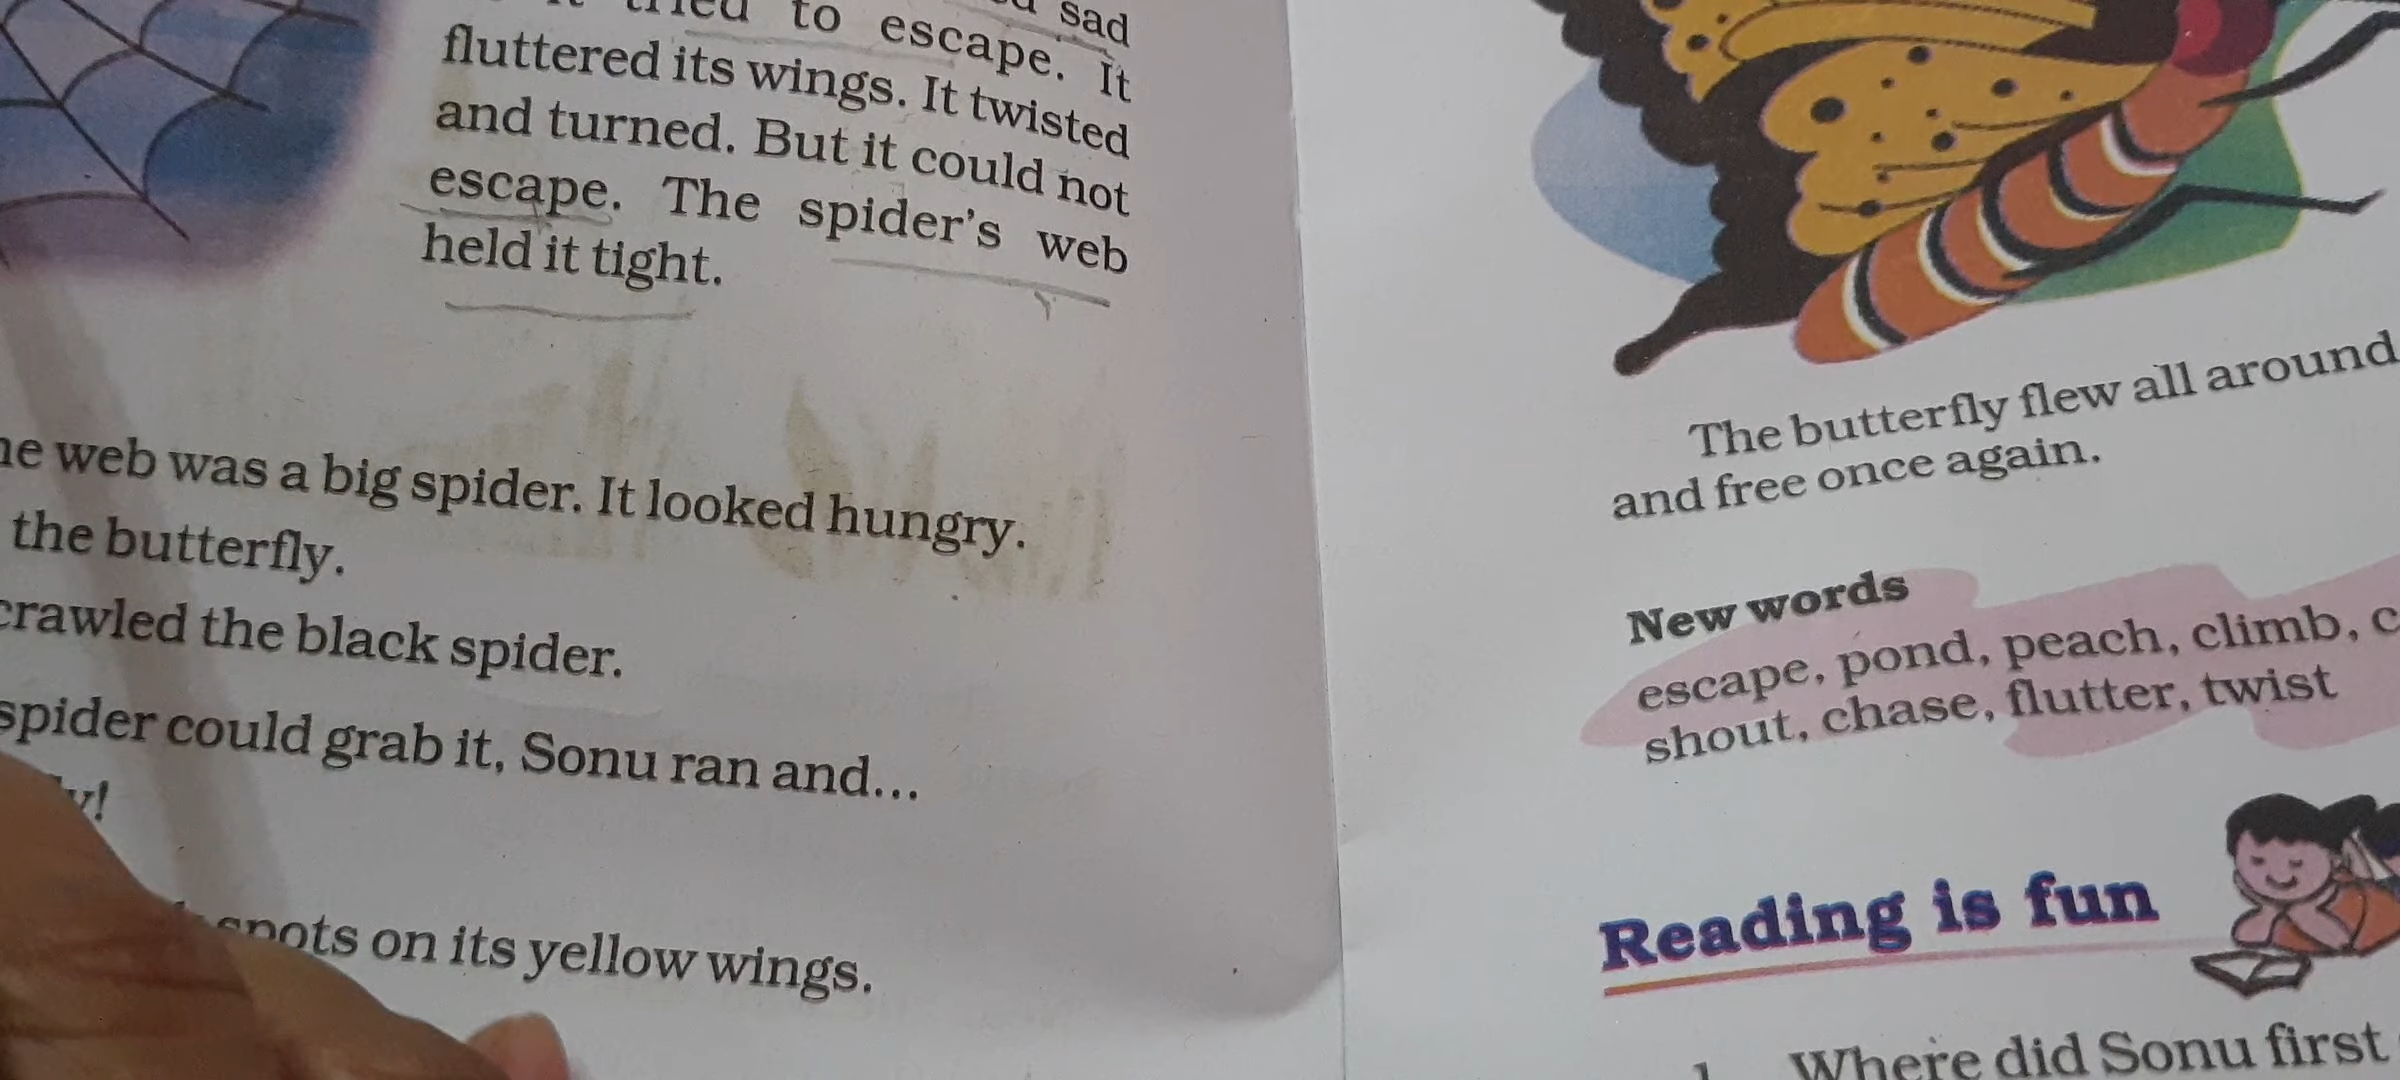 sad
tried to escape. It
fluttered its wings. It twisted
and turned. But it could not
escape. The spider's web
held it tight.
web was a big spider. It looked hungry.
the butterfly.
crawled the black spider.
spider could grab it, Sonu ran and...
spots on its yellow wings.
The butterfly flew all around
and free once again.
New words
escape, pond, peach, climb,
shout, chase, flutter, twist
Reading is fun
1. Where did Sonu first